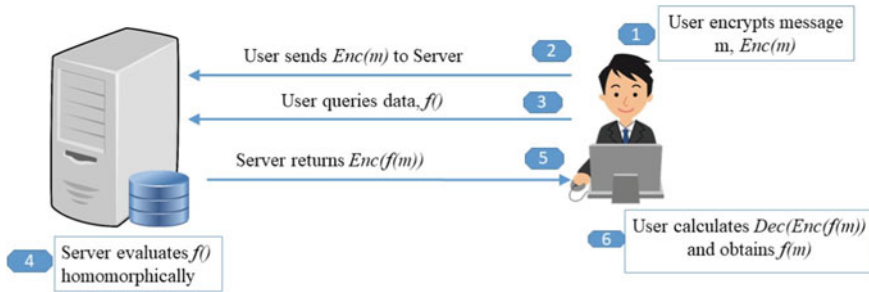 1
User encrypts message
m, Enc(m)
2
User sends Enc(m) to Server
3
User queries data, f()
Server returns Enc(f(m))
5
4
Server evaluates f()
homomorphically
6
User calculates Dec(Enc(f(m))
and obtains f(m)